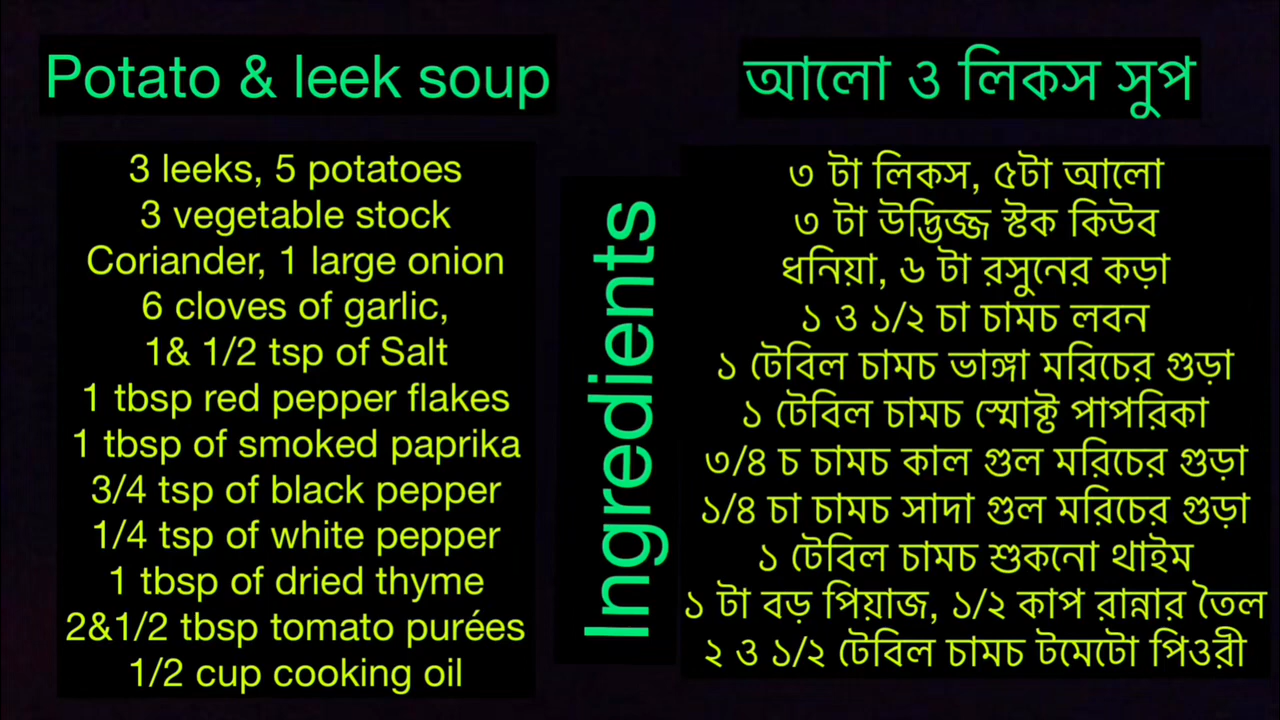 Potato & leek soup
3 leeks, 5 potatoes
3 vegetable stock
Coriander, 1 large onion
6 cloves of garlic,
1& 1/2 tsp of Salt
1 tbsp red pepper flakes
1 tbsp of smoked paprika
3/4 tsp of black pepper
1/4 tsp of white pepper
1 tbsp of dried thyme
2&1/2 tbsp tomato purées
1/2 cup cooking oil
Ingredients
আলো ও লিকস সুপ
৩ টা লিকস, ৫টা আলো
৩ টা উদ্ভিজ্জ স্টক কিউব
ধনিয়া, ৬ টা রসুনের কড়া
১ ও ১/২ চা চামচ লবন
১ টেবিল চামচ ভাঙ্গা মরিচের গুড়া
১ টেবিল চামচ স্মোক্ট পাপরিকা
৩/৪ চ চামচ কাল গুল মরিচের গুড়া
১/৪ চা চামচ সাদা গুল মরিচের গুড়া
১ টেবিল চামচ শুকনো থাইম
১ টা বড় পিয়াজ, ১/২ কাপ রান্নার তৈল
২ ও ১/২ টেবিল চামচ টমেটো পিওরী